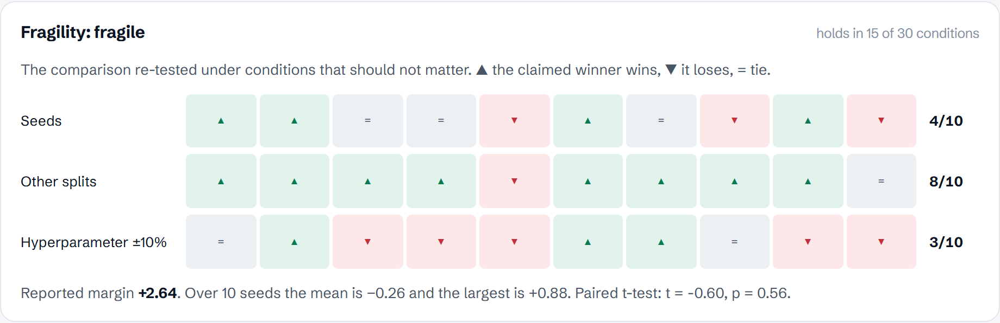 Fragility: fragile
holds in 15 of 30 conditions
The comparison re-tested under conditions that should not matter. ▲ the claimed winner wins, ▼ it loses, = tie.
Seeds ▲ ▲ = = ▼ ▲ = ▼ ▲ ▼ 4/10
Other splits ▲ ▲ ▲ ▲ ▼ ▲ ▲ ▲ ▲ = 8/10
Hyperparameter ±10% = ▲ ▼ ▼ ▼ ▲ ▲ = ▼ ▼ 3/10
Reported margin +2.64. Over 10 seeds the mean is −0.26 and the largest is +0.88. Paired t-test: t = -0.60, p = 0.56.